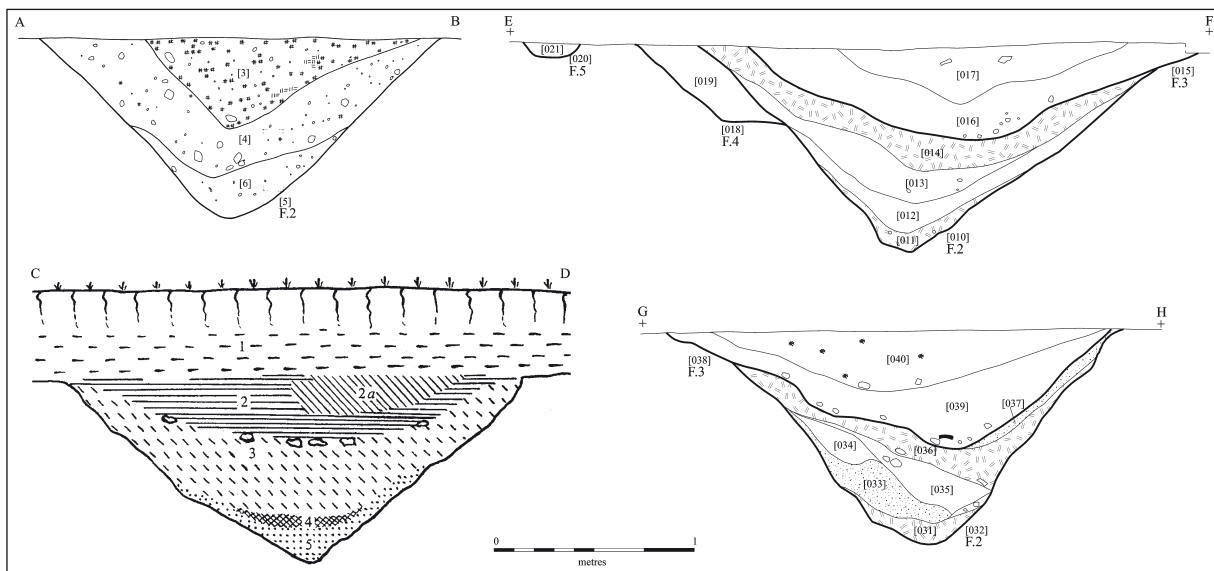 A B
[3]
[4]
[6]
[5]
F.2
E F
[021]
[020]
F.5
[019]
[018]
F.4
[017]
[016]
[015]
F.3
[014]
[013]
[012]
[011]
[010]
F.2
C D
1
2
2a
3
4
5
G H
[038]
F.3
[040]
[039]
[037]
[036]
[034]
[033]
[035]
[031]
[032]
F.2
0 1
metres